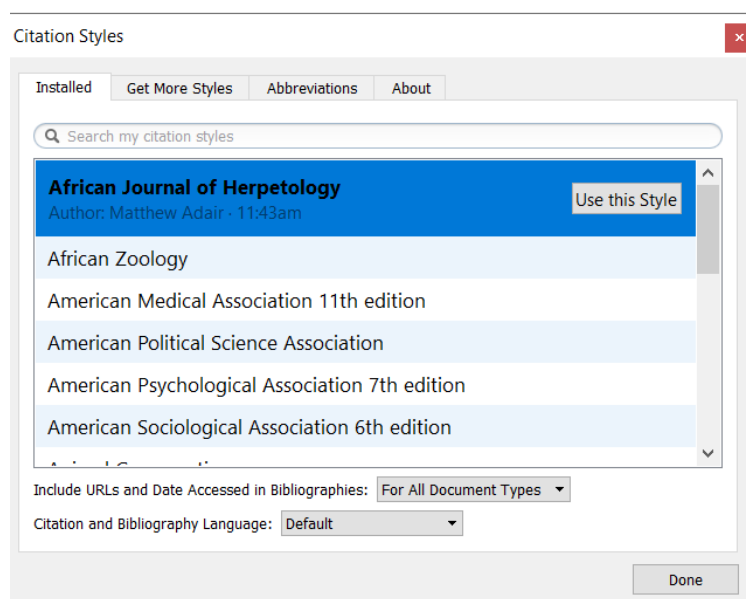 Citation Styles
Installed Get More Styles Abbreviations About
Search my citation styles
African Journal of Herpetology
Author: Matthew Adair · 11:43am
Use this Style
African Zoology
American Medical Association 11th edition
American Political Science Association
American Psychological Association 7th edition
American Sociological Association 6th edition
Include URLs and Date Accessed in Bibliographies: For All Document Types
Citation and Bibliography Language: Default
Done